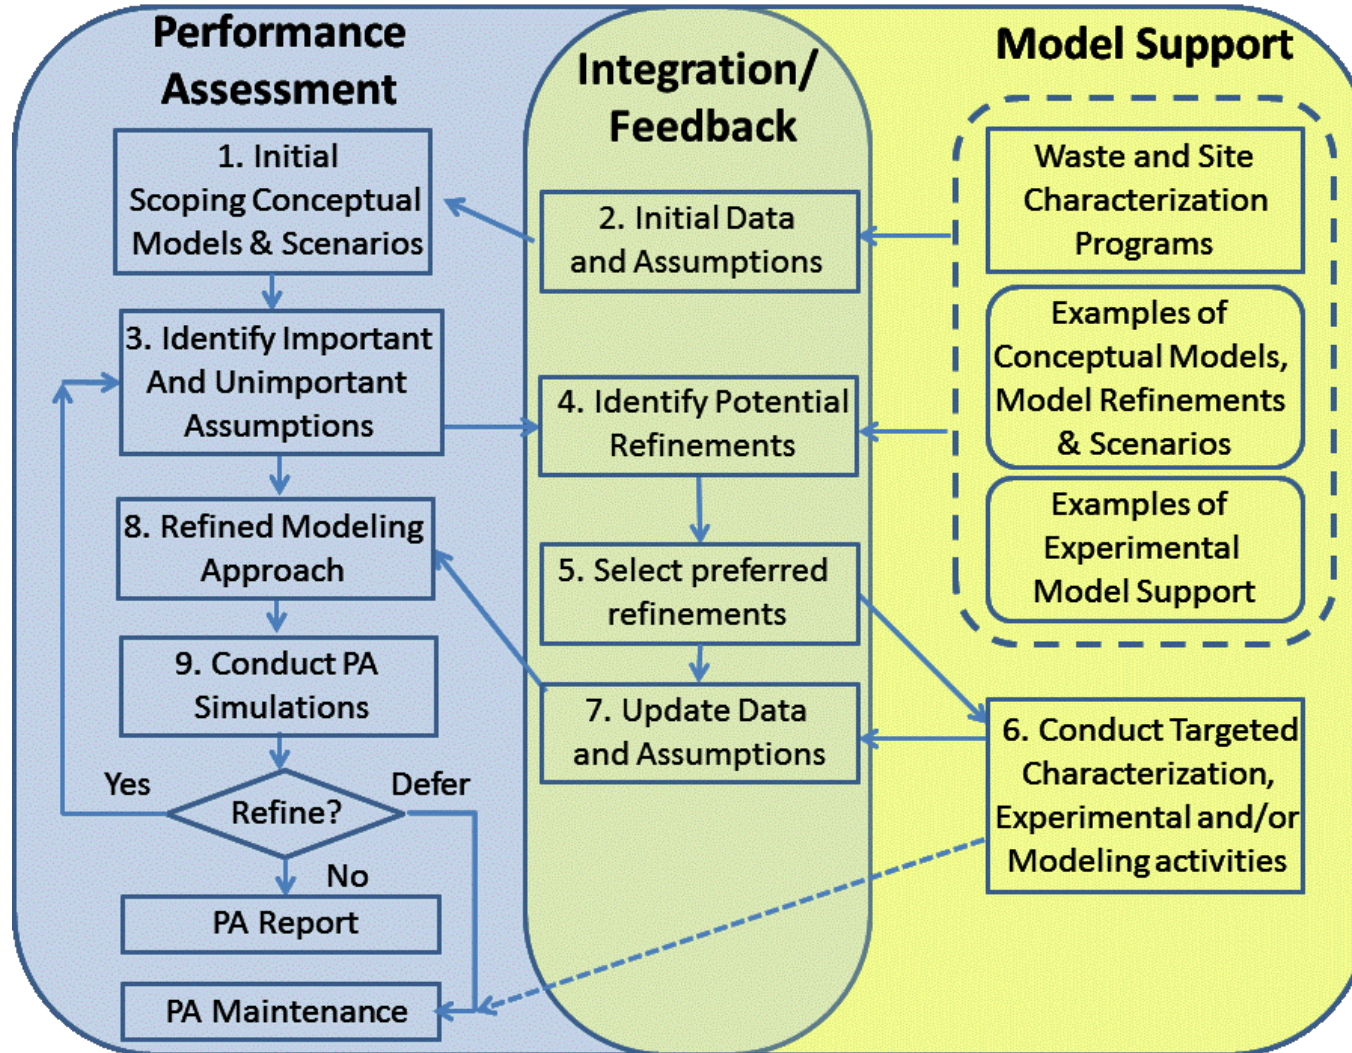 Performance
Assessment
1. Initial
Scoping Conceptual
Models & Scenarios
3. Identify Important
And Unimportant
Assumptions
8. Refined Modeling
Approach
9. Conduct PA
Simulations
Yes
Defer
Refine?
No
PA Report
PA Maintenance
Integration/
Feedback
2. Initial Data
and Assumptions
4. Identify Potential
Refinements
5. Select preferred
refinements
7. Update Data
and Assumptions
Model Support
Waste and Site
Characterization
Programs
Examples of
Conceptual Models,
Model Refinements
& Scenarios
Examples of
Experimental
Model Support
6. Conduct Targeted
Characterization,
Experimental and/or
Modeling activities